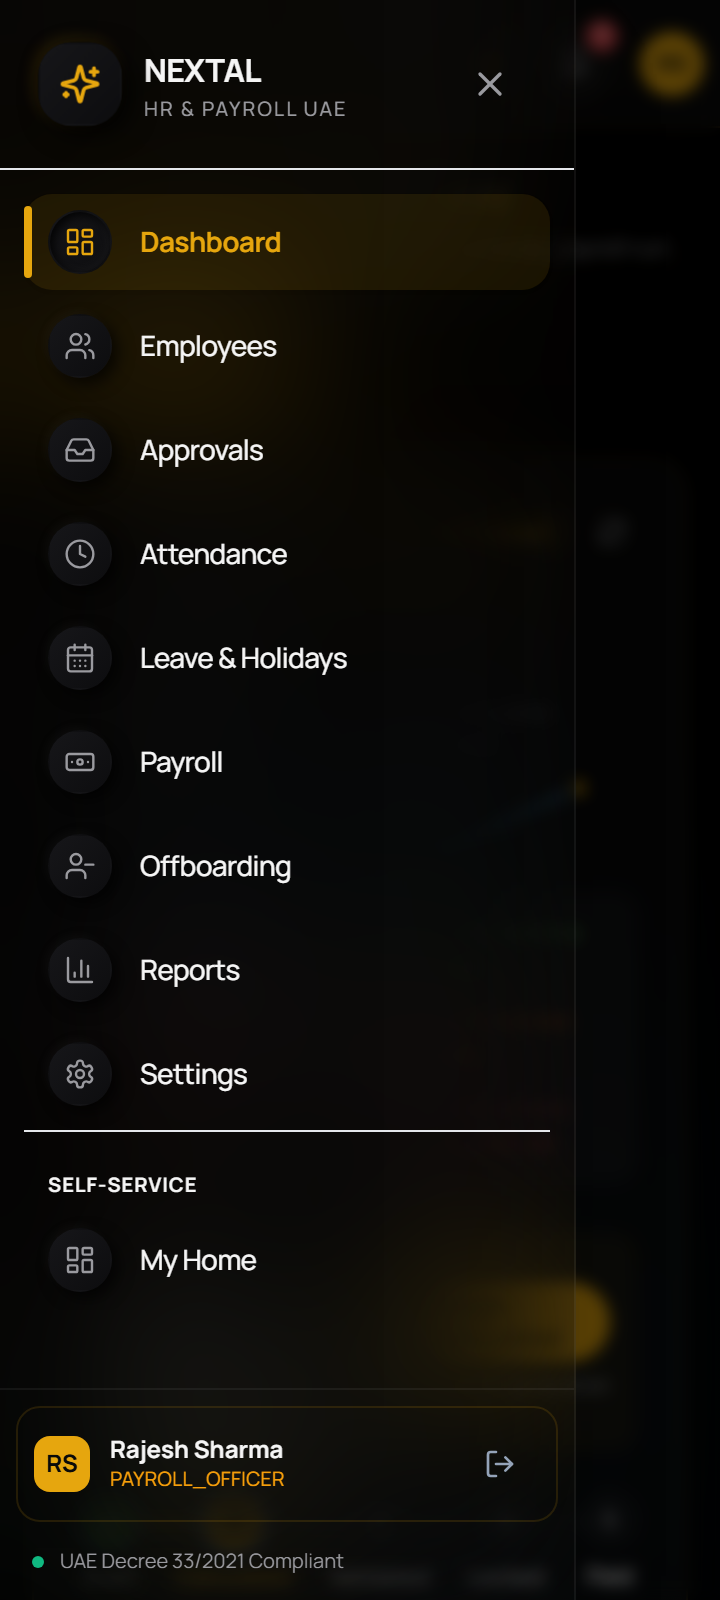 NEXTAL
HR & PAYROLL UAE
Dashboard
Employees
Approvals
Attendance
Leave & Holidays
Payroll
Offboarding
Reports
Settings
SELF-SERVICE
My Home
RS
Rajesh Sharma
PAYROLL_OFFICER
UAE Decree 33/2021 Compliant